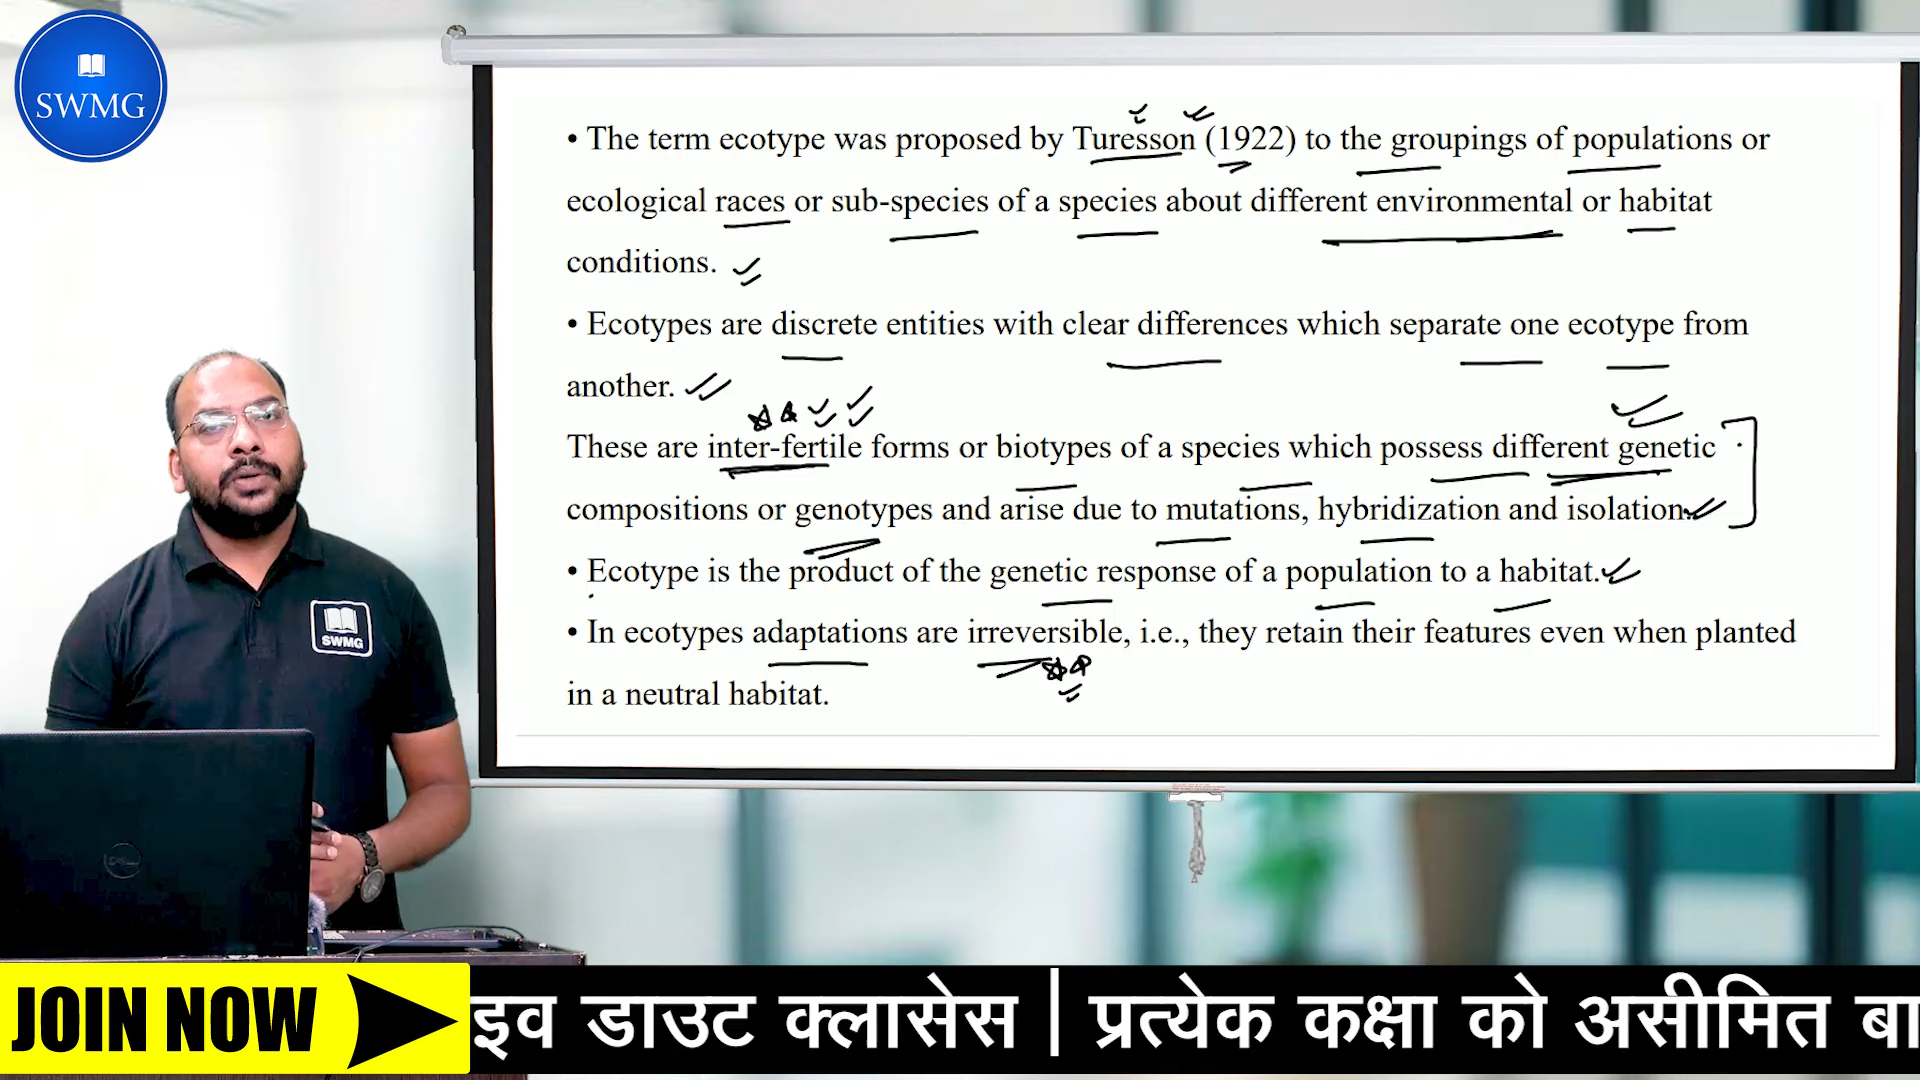 SWMG
• The term ecotype was proposed by Turesson (1922) to the groupings of populations or
ecological races or sub-species of a species about different environmental or habitat
conditions.
• Ecotypes are discrete entities with clear differences which separate one ecotype from
another.
These are inter-fertile forms or biotypes of a species which possess different genetic
compositions or genotypes and arise due to mutations, hybridization and isolation.
• Ecotype is the product of the genetic response of a population to a habitat.
• In ecotypes adaptations are irreversible, i.e., they retain their features even when planted
in a neutral habitat.
SWMG
DELL
JOIN NOW
इव डाउट क्लासेस | प्रत्येक कक्षा को असीमित बा